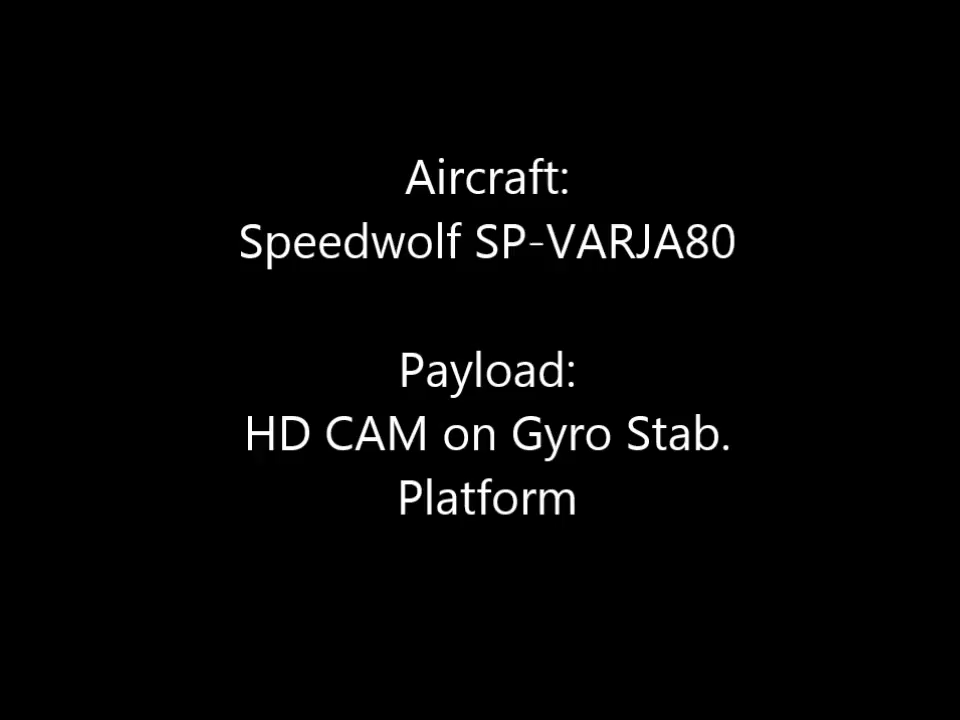 Aircraft:
Speedwolf SP-VARJA80
Payload:
HD CAM on Gyro Stab.
Platform